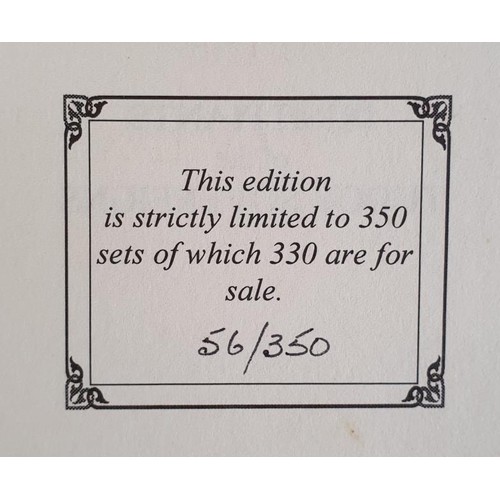 This edition
is strictly limited to 350
sets of which 330 are for
sale.
56/350